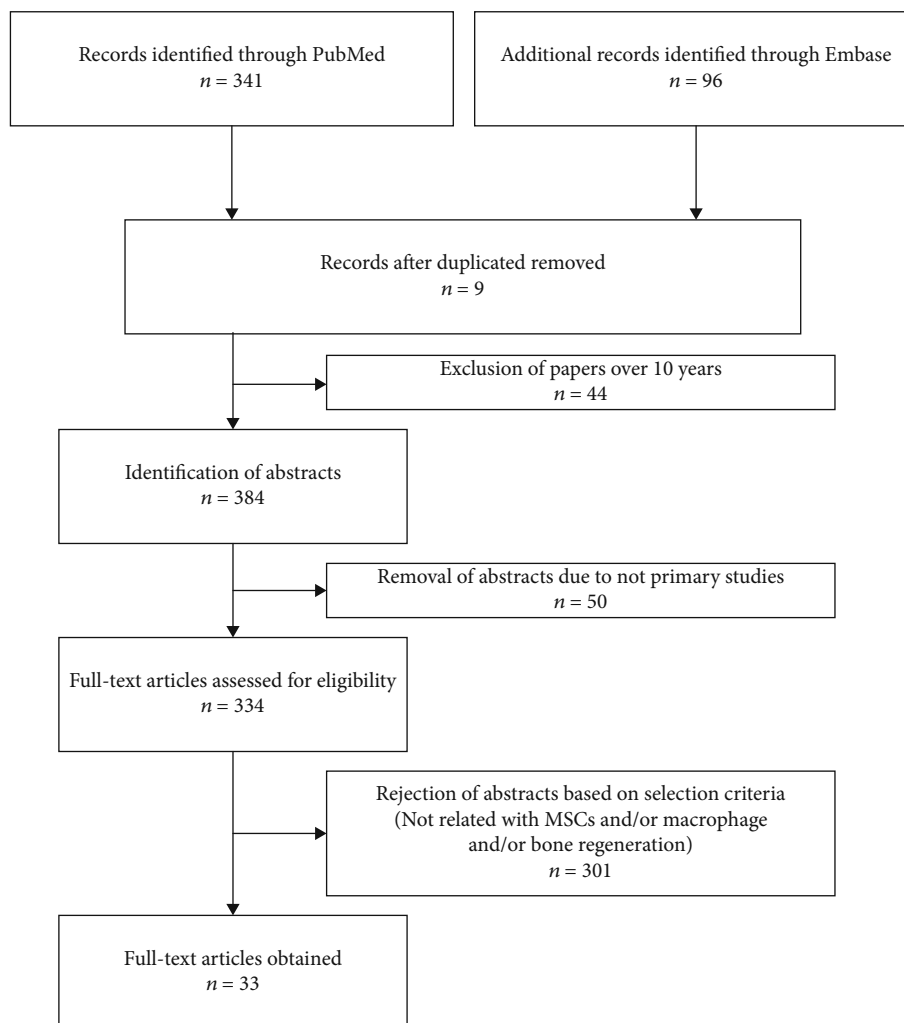 Records identified through PubMed
n = 341
Additional records identified through Embase
n = 96
Records after duplicated removed
n = 9
Exclusion of papers over 10 years
n = 44
Identification of abstracts
n = 384
Removal of abstracts due to not primary studies
n = 50
Full-text articles assessed for eligibility
n = 334
Rejection of abstracts based on selection criteria
(Not related with MSCs and/or macrophage
and/or bone regeneration)
n = 301
Full-text articles obtained
n = 33